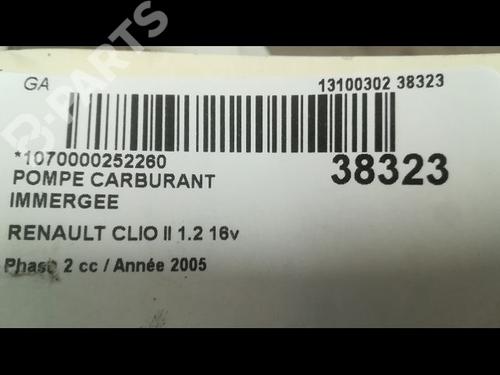 GA 13100302 38323
*1070000252260 38323
POMPE CARBURANT
IMMERGEE
RENAULT CLIO II 1.2 16v
Phase 2 cc / Année 2005
B-PARTS